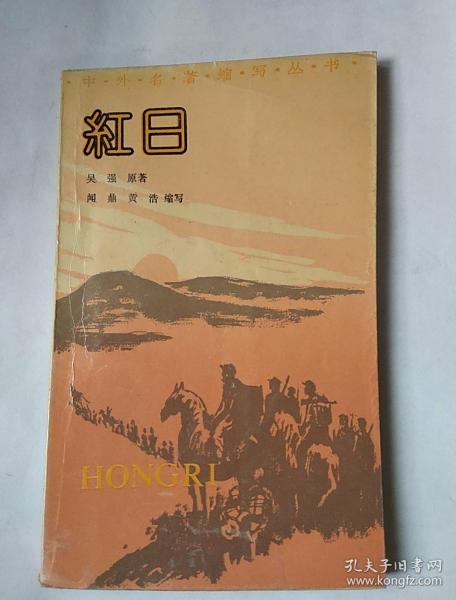 中·外·名·著·缩·写·丛·书
紅日
吴强 原著
闻鼎 黄浩 缩写
HONGRI
孔夫子旧书网
www.kongfz.com